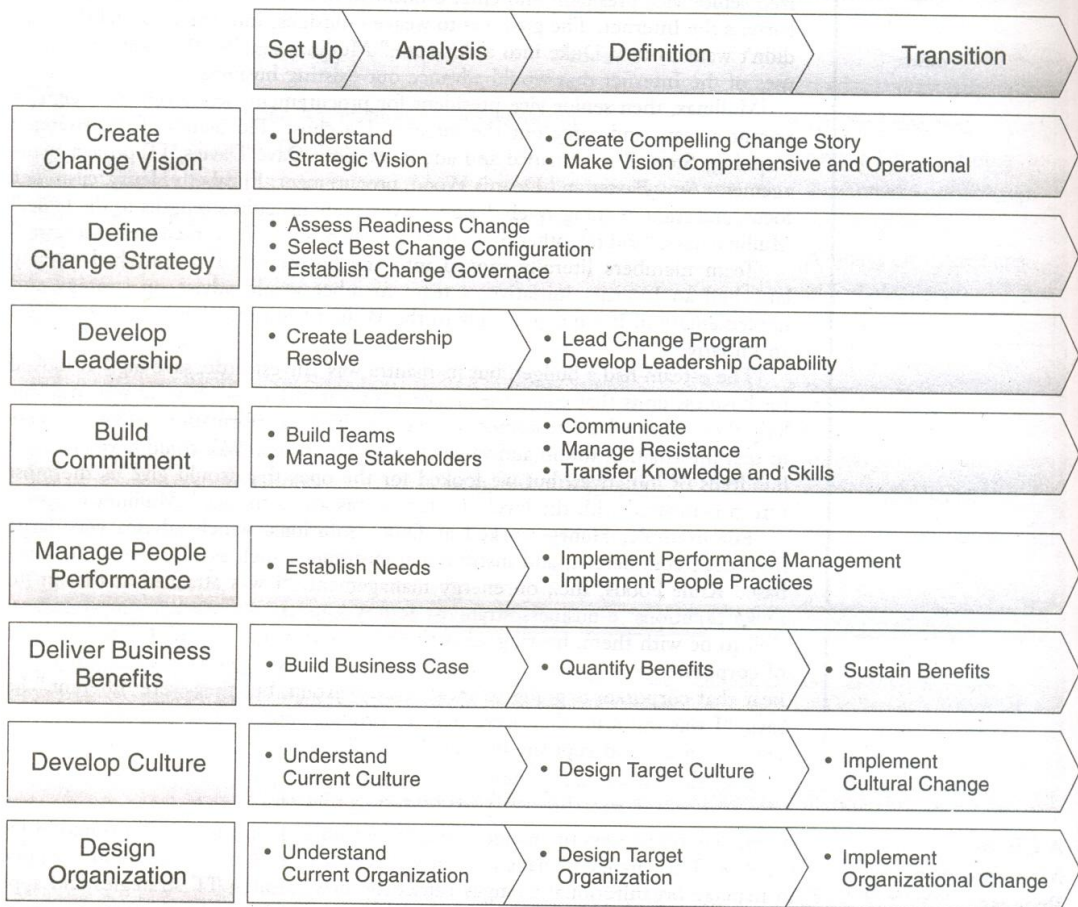 Set Up Analysis Definition Transition
Create
Change Vision
• Understand
Strategic Vision
• Create Compelling Change Story
• Make Vision Comprehensive and Operational
Define
Change Strategy
• Assess Readiness Change
• Select Best Change Configuration
• Establish Change Governace
Develop
Leadership
• Create Leadership
Resolve
• Lead Change Program
• Develop Leadership Capability
Build
Commitment
• Build Teams
• Manage Stakeholders
• Communicate
• Manage Resistance
• Transfer Knowledge and Skills
Manage People
Performance
• Establish Needs
• Implement Performance Management
• Implement People Practices
Deliver Business
Benefits
• Build Business Case
• Quantify Benefits
• Sustain Benefits
Develop Culture
• Understand
Current Culture
• Design Target Culture
• Implement
Cultural Change
Design
Organization
• Understand
Current Organization
• Design Target
Organization
• Implement
Organizational Change